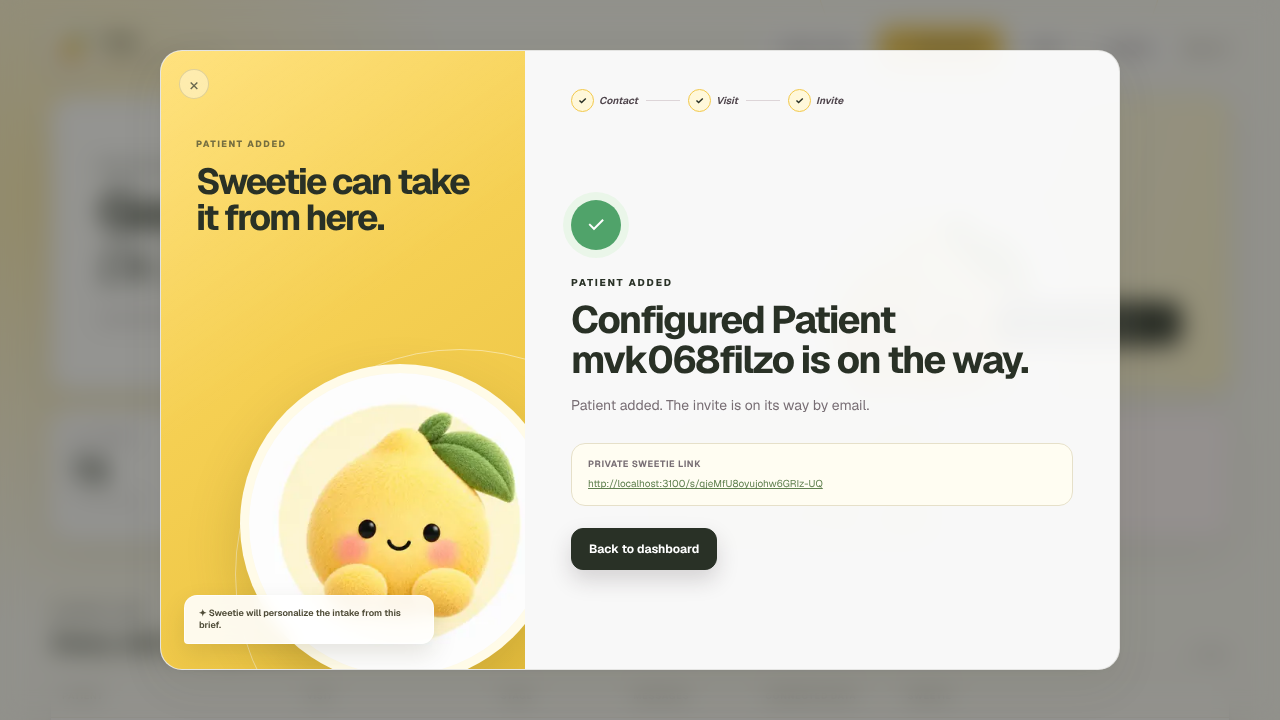 PATIENT ADDED
Sweetie can take
it from here.
✦ Sweetie will personalize the intake from this
brief.
Contact
Visit
Invite
PATIENT ADDED
Configured Patient
mvk068filzo is on the way.
Patient added. The invite is on its way by email.
PRIVATE SWEETIE LINK
http://localhost:3100/s/qjeMfU8oyujohw6GRIz-UQ
Back to dashboard